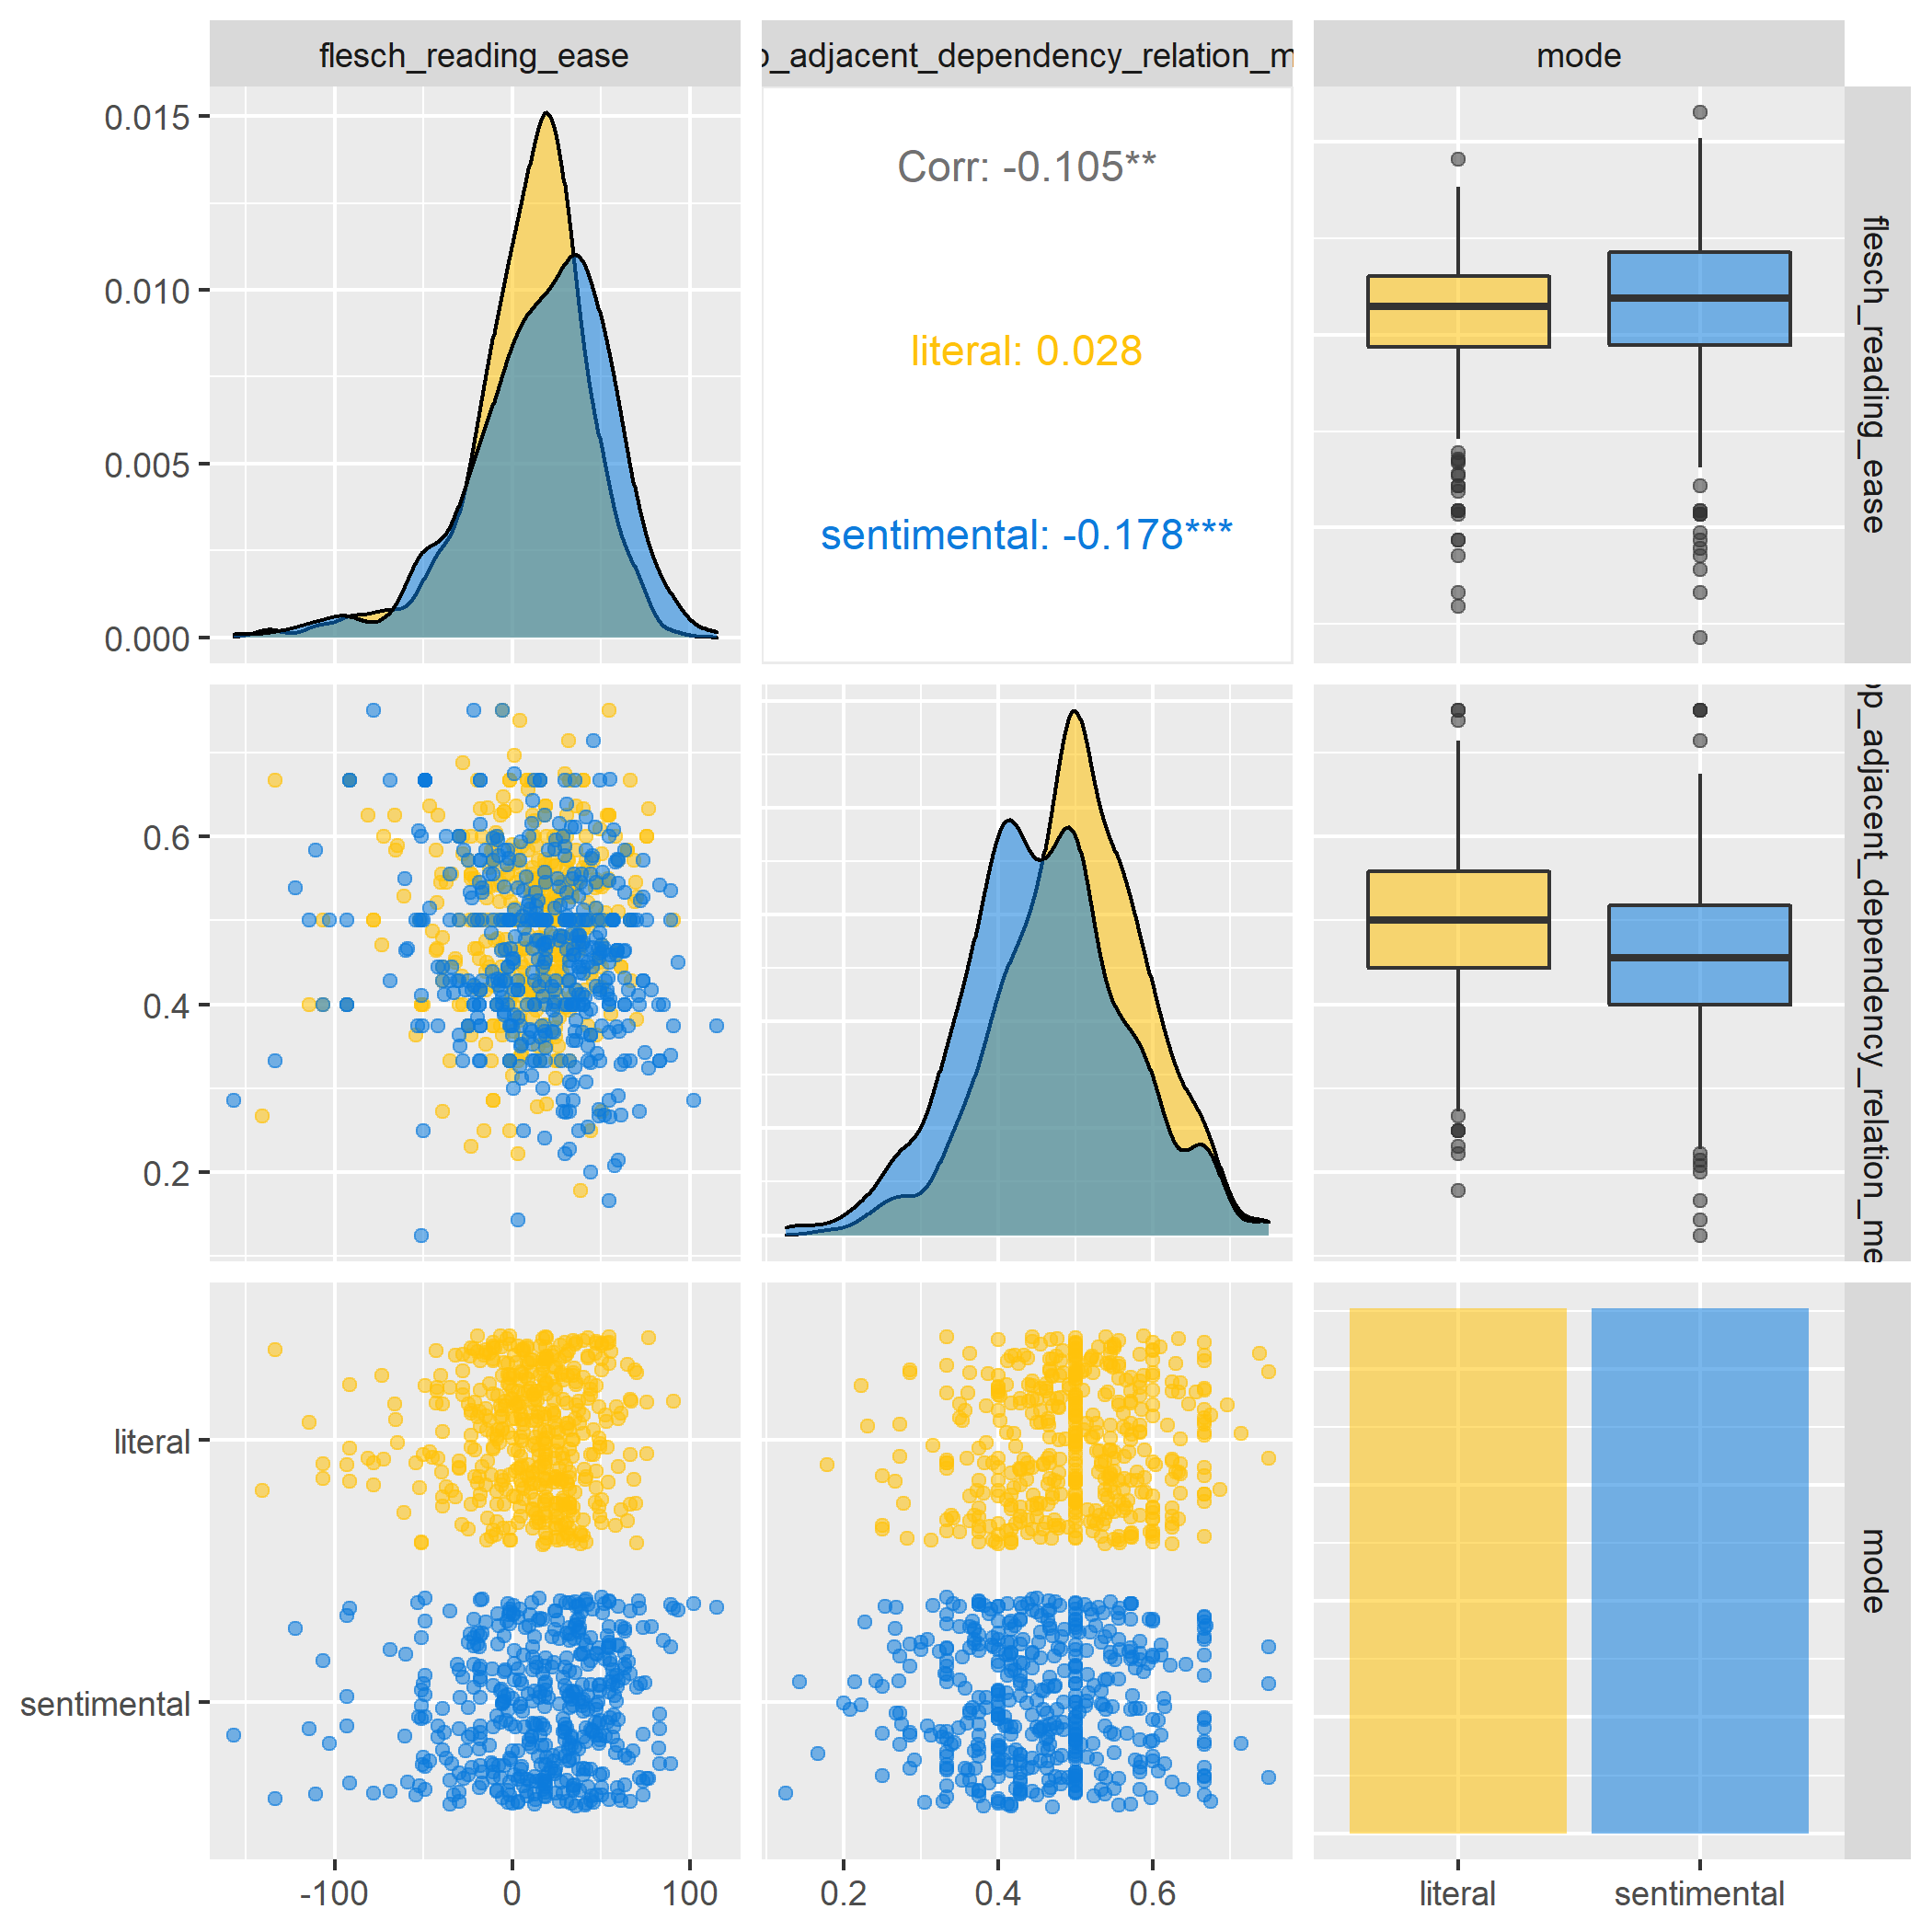 flesch_reading_ease
_adjacent_dependency_relation_m
mode
0.015
0.010
0.005
0.000
Corr: -0.105**
literal: 0.028
sentimental: -0.178***
flesch_reading_ease
0.6
0.4
0.2
p_adjacent_dependency_relation_me
literal
sentimental
mode
-100 0 100
0.2 0.4 0.6
literal sentimental